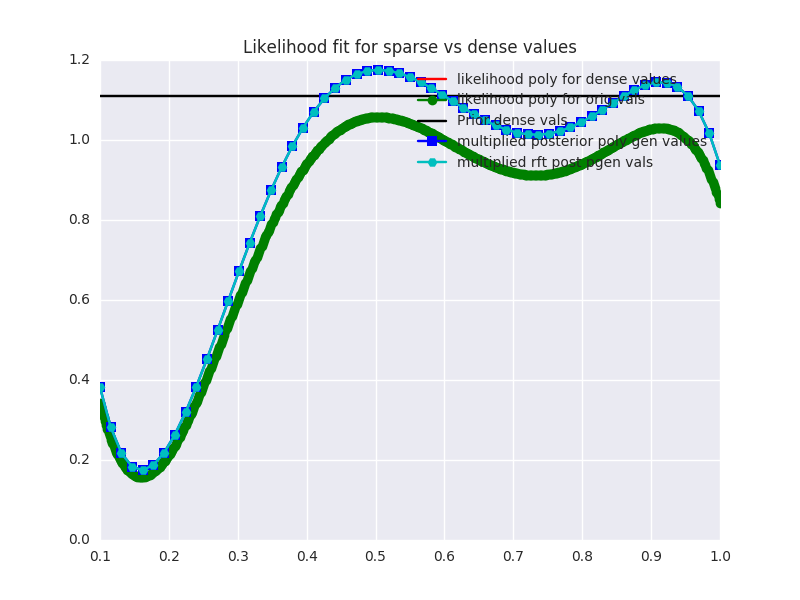 Likelihood fit for sparse vs dense values
1.2
1.0
0.8
0.6
0.4
0.2
0.0
likelihood poly for dense values
likelihood poly for orig vals
Prior dense vals
multiplied posterior poly gen values
multiplied rft post pgen vals
0.1 0.2 0.3 0.4 0.5 0.6 0.7 0.8 0.9 1.0